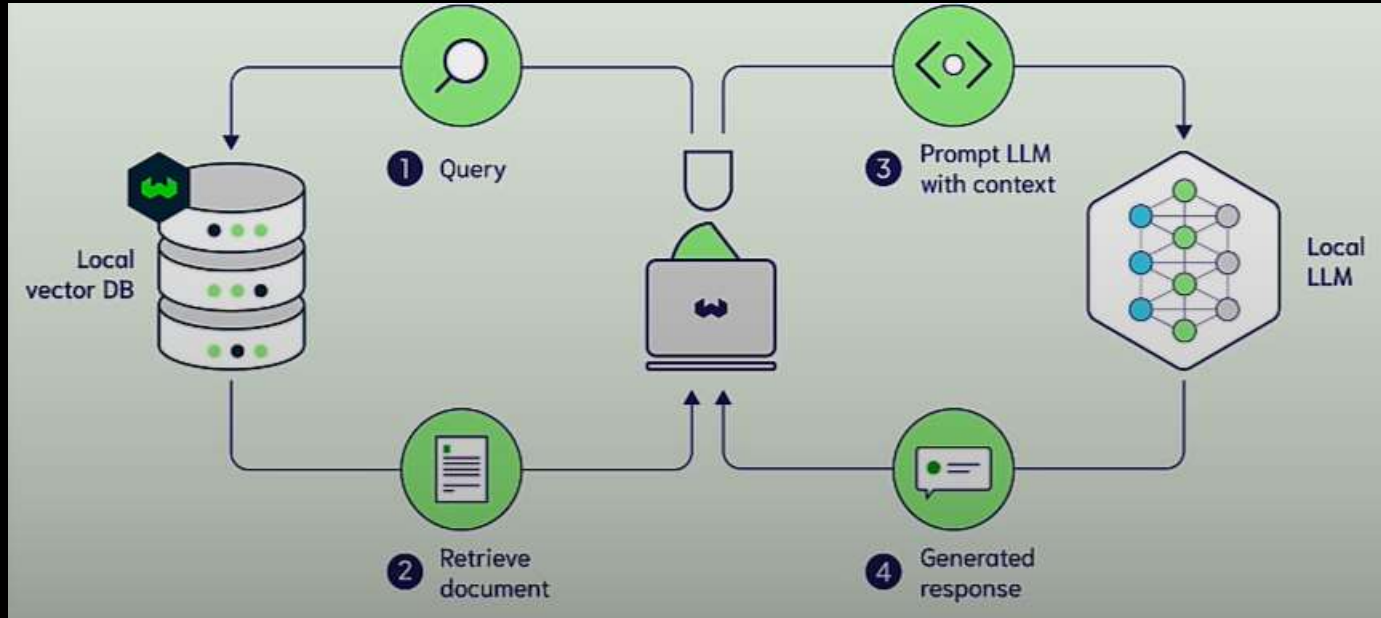 1 Query
3 Prompt LLM
with context
Local
vector DB
Local
LLM
2 Retrieve
document
4 Generated
response